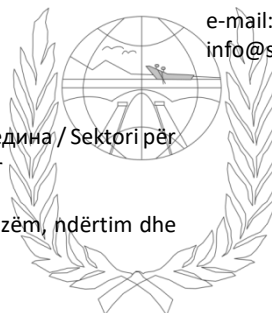 e-mail:
info@s
едина / Sektori për
zëm, ndërtim dhe